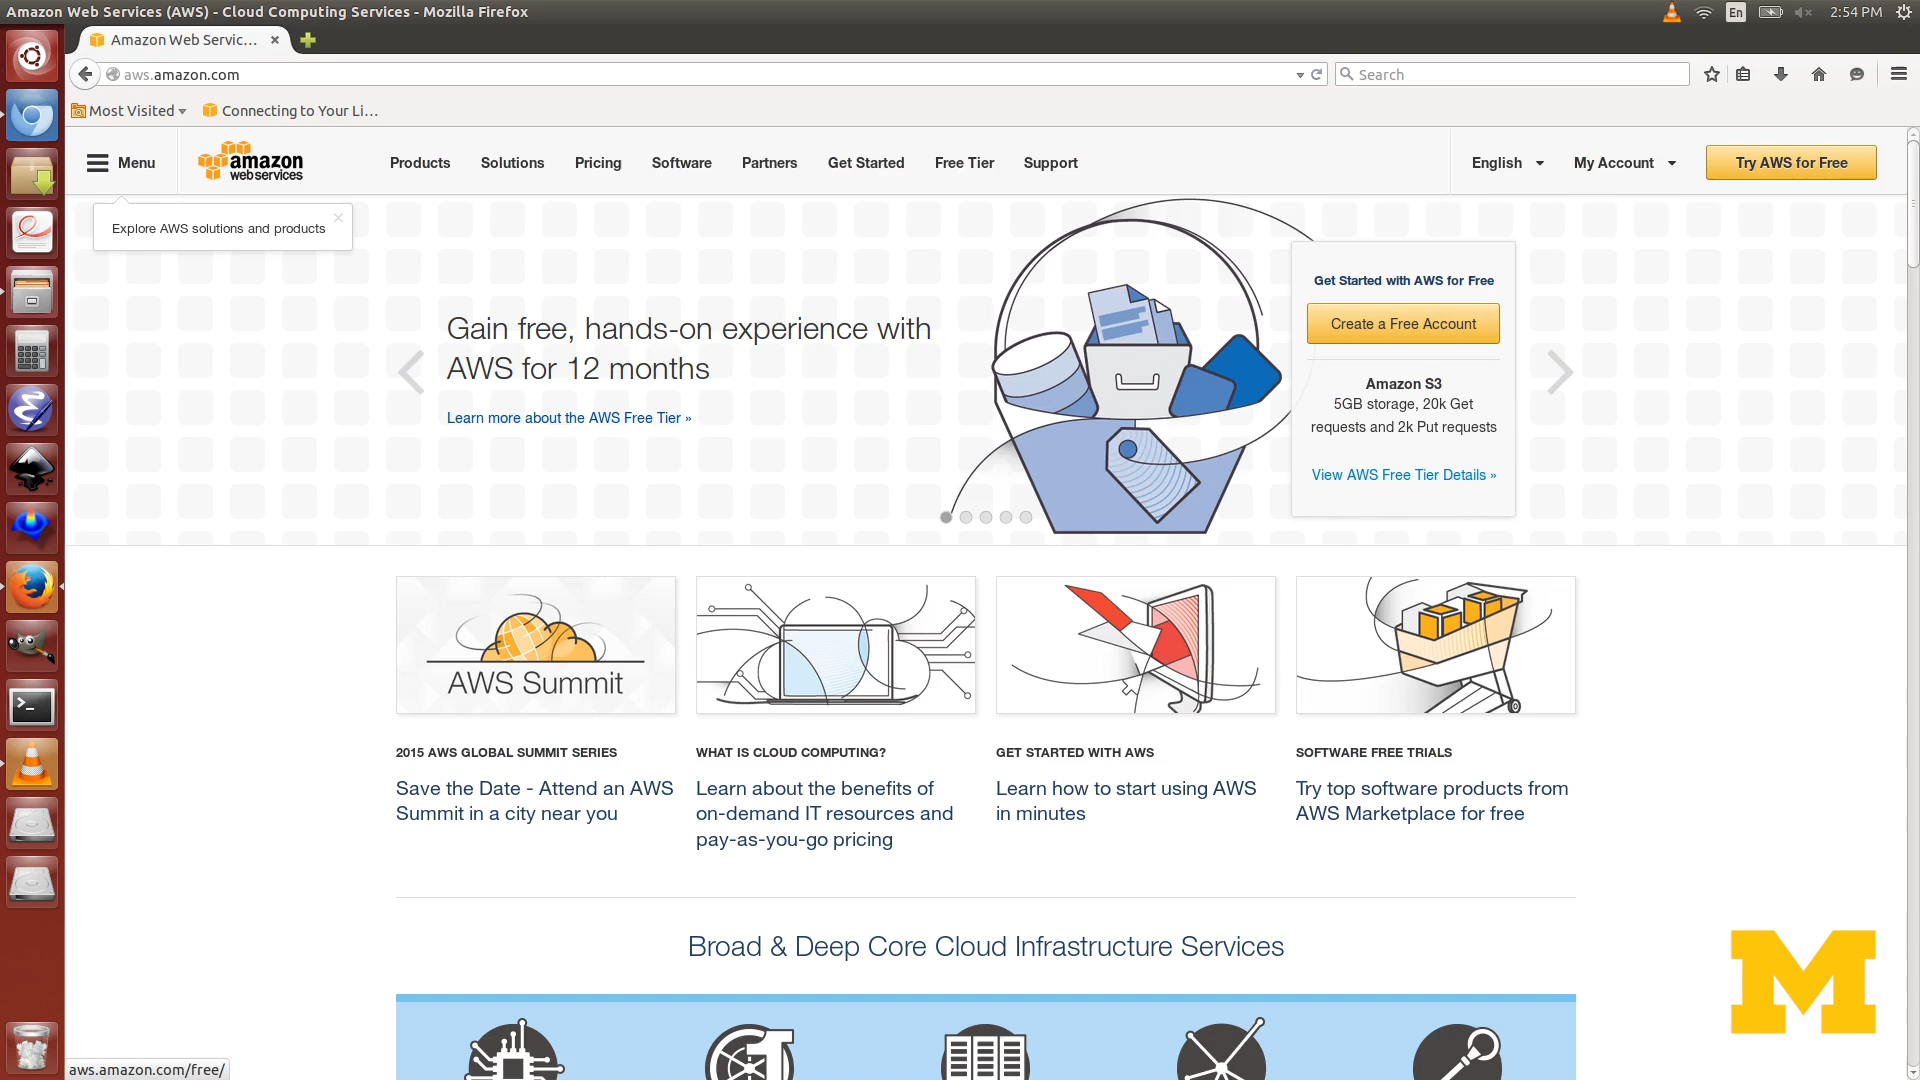 Amazon Web Services (AWS) - Cloud Computing Services - Mozilla Firefox
En
2:54 PM
Amazon Web Servic...
aws.amazon.com
Search
Most Visited
Connecting to Your Li...
Menu
amazon
web services
Products
Solutions
Pricing
Software
Partners
Get Started
Free Tier
Support
English
My Account
Try AWS for Free
Explore AWS solutions and products
Gain free, hands-on experience with
AWS for 12 months
Learn more about the AWS Free Tier »
Get Started with AWS for Free
Create a Free Account
Amazon S3
5GB storage, 20k Get
requests and 2k Put requests
View AWS Free Tier Details »
AWS Summit
2015 AWS GLOBAL SUMMIT SERIES
Save the Date - Attend an AWS
Summit in a city near you
WHAT IS CLOUD COMPUTING?
Learn about the benefits of
on-demand IT resources and
pay-as-you-go pricing
GET STARTED WITH AWS
Learn how to start using AWS
in minutes
SOFTWARE FREE TRIALS
Try top software products from
AWS Marketplace for free
Broad & Deep Core Cloud Infrastructure Services
M
aws.amazon.com/free/